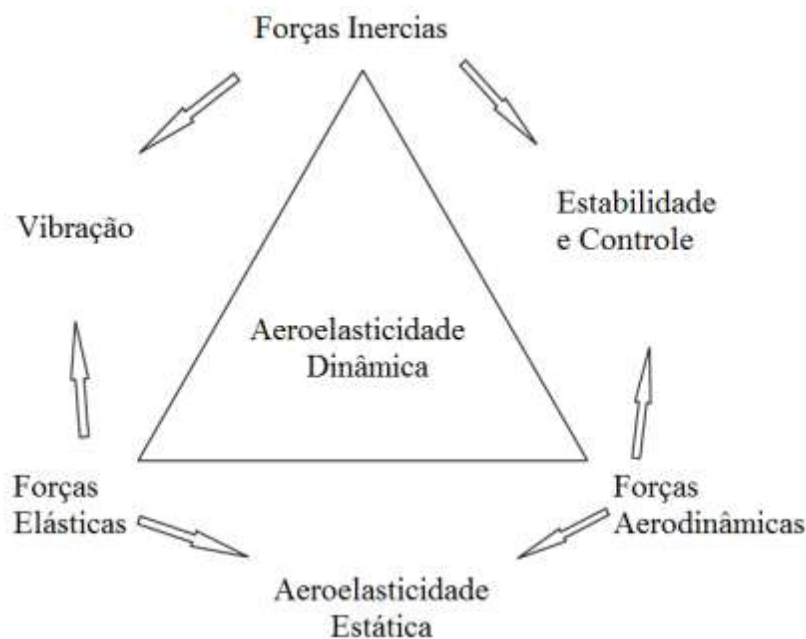 Forças Inercias
Vibração
Estabilidade
e Controle
Aeroelasticidade
Dinâmica
Forças
Elásticas
Forças
Aerodinâmicas
Aeroelasticidade
Estática